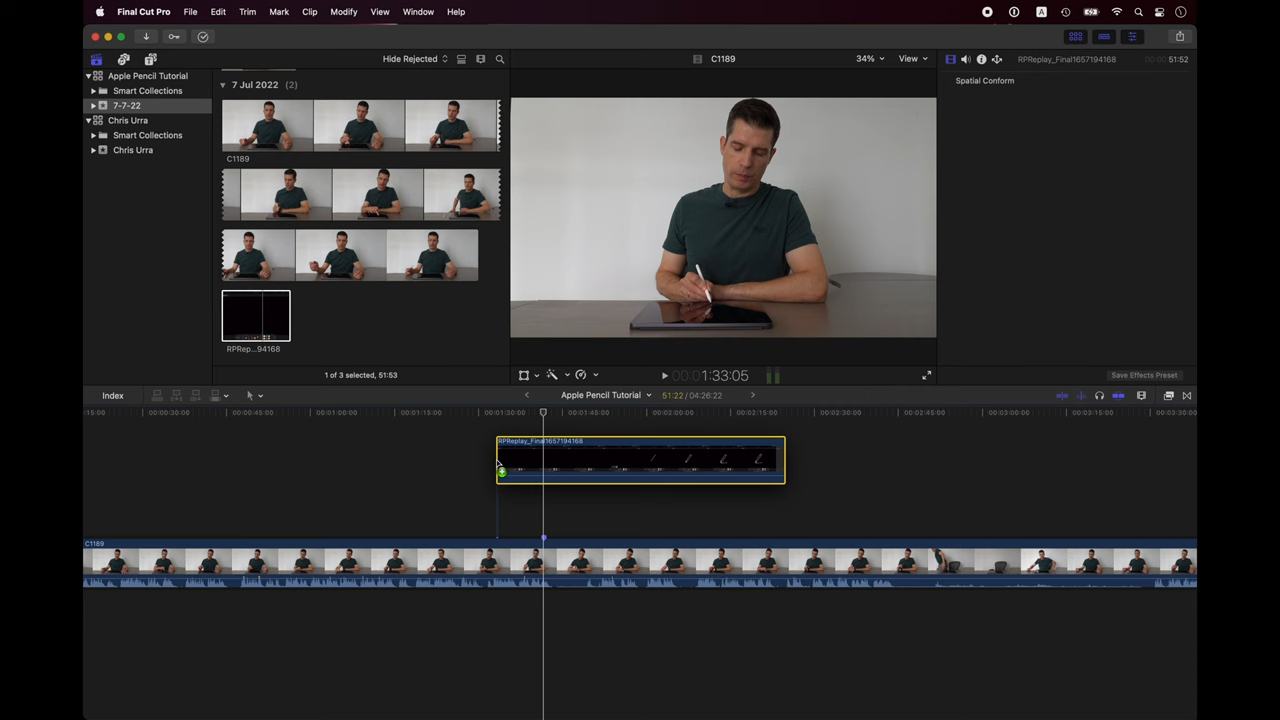 Final Cut Pro File Edit Trim Mark Clip Modify View Window Help
Hide Rejected C1189 34% View RPReplay_Final1657194168 00:00 51:52
Apple Pencil Tutorial
Smart Collections
7-7-22
Chris Urra
Smart Collections
Chris Urra
7 Jul 2022 (2)
C1189
RPRep...94168
1 of 3 selected, 51:53
Spatial Conform
00:00 1:33:05
Save Effects Preset
Index Apple Pencil Tutorial 51:22 / 04:26:22
:15:00 00:00:30:00 00:00:45:00 00:01:00:00 00:01:15:00 00:01:30:00 00:01:45:00 00:02:00:00 00:02:15:00 00:02:30:00 00:02:45:00 00:03:00:00 00:03:15:00 00:03:30:00
RPReplay_Final1657194168
C1189